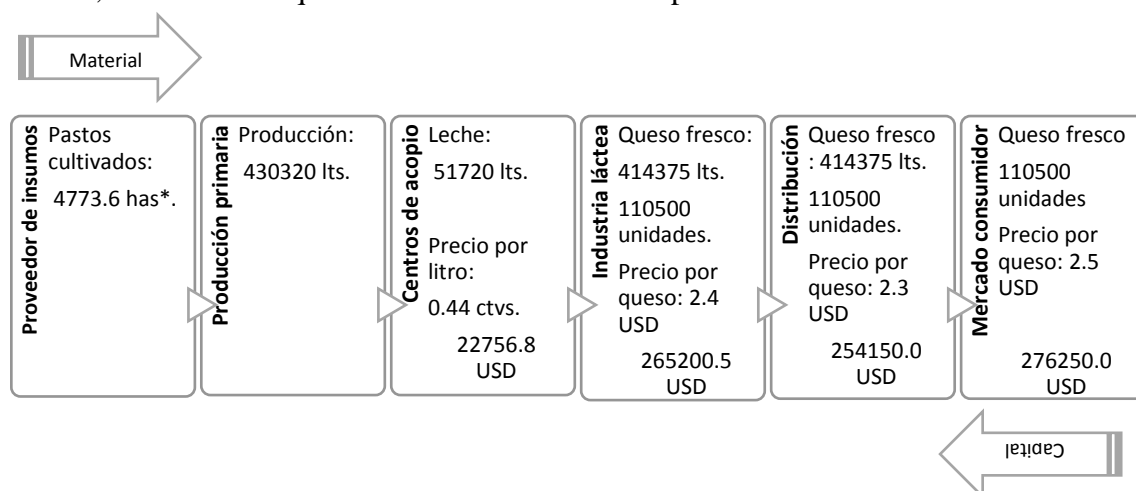 Material
Proveedor de insumos
Pastos
cultivados:
4773.6 has*.
Producción primaria
Producción:
430320 lts.
Centros de acopio
Leche:
51720 lts.
Precio por
litro:
0.44 ctvs.
22756.8
USD
Industria láctea
Queso fresco:
414375 lts.
110500
unidades.
Precio por
queso: 2.4
USD
265200.5
USD
Distribución
Queso fresco
: 414375 lts.
110500
unidades.
Precio por
queso: 2.3
USD
254150.0
USD
Mercado consumidor
Queso fresco
110500
unidades
Precio por
queso: 2.5
USD
276250.0
USD
Capital